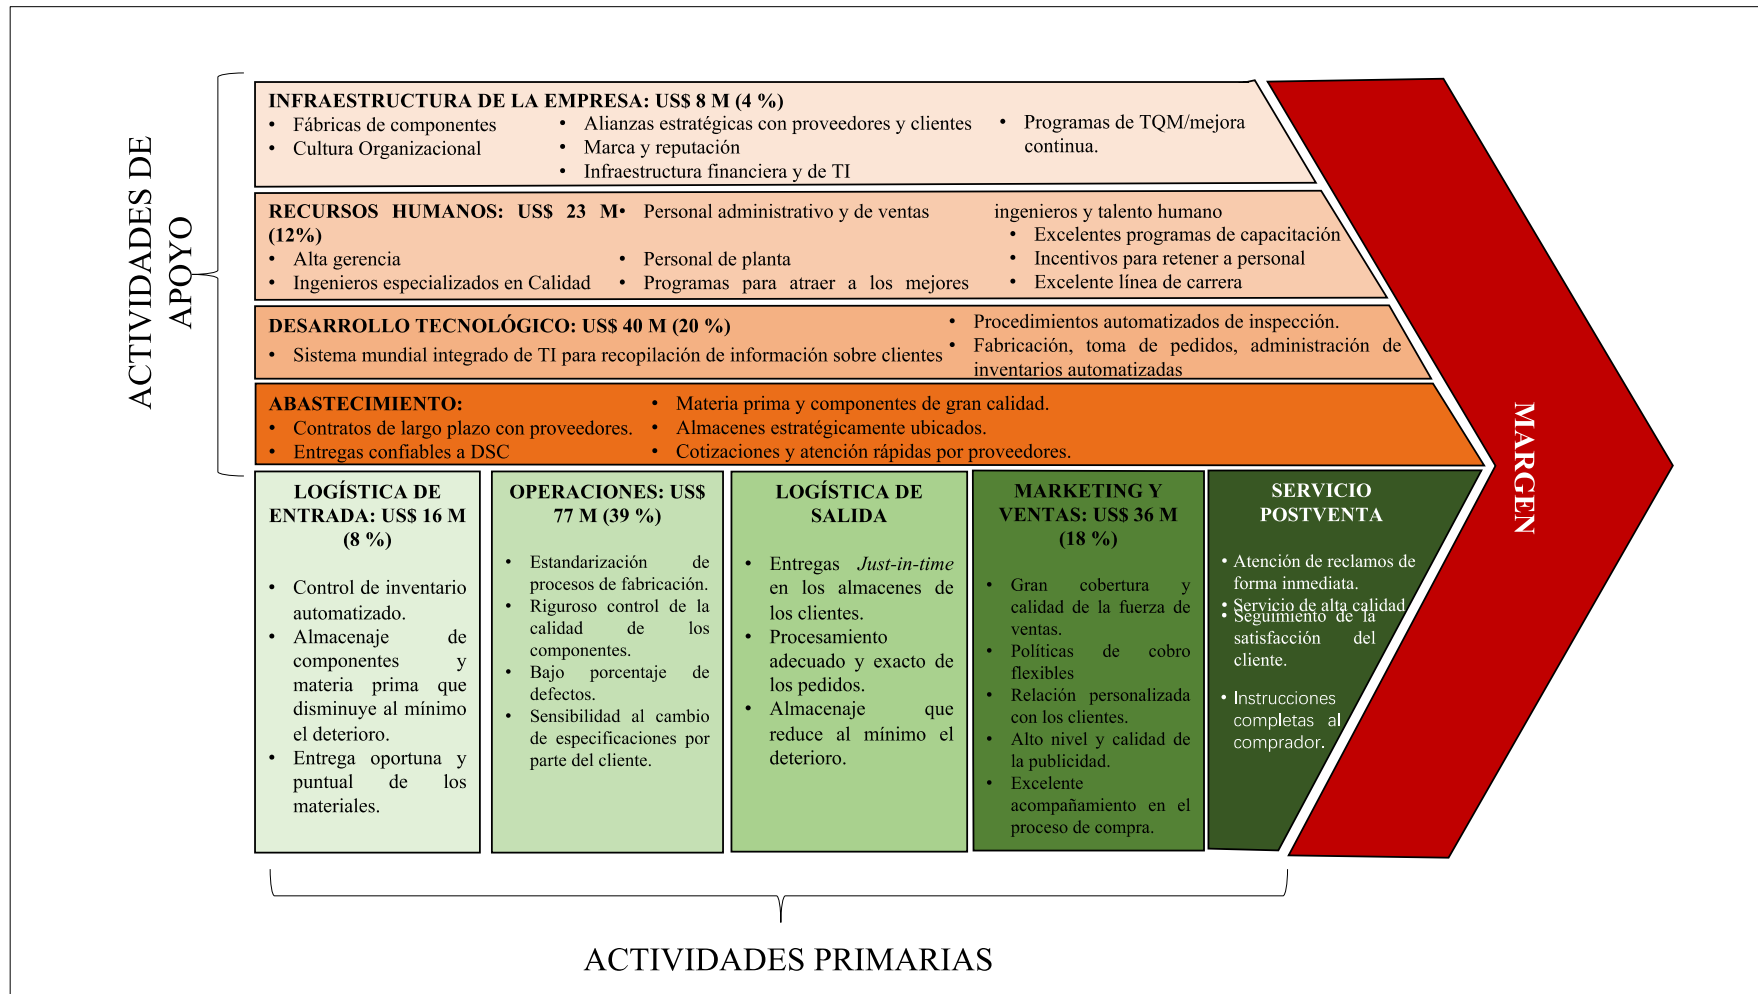 ACTIVIDADES DE
APOYO
INFRAESTRUCTURA DE LA EMPRESA: US$ 8 M (4 %)
• Fábricas de componentes
• Cultura Organizacional
• Alianzas estratégicas con proveedores y clientes
• Marca y reputación
• Infraestructura financiera y de TI
• Programas de TQM/mejora
continua.
RECURSOS HUMANOS: US$ 23 M
(12%)
• Alta gerencia
• Ingenieros especializados en Calidad
• Personal administrativo y de ventas
• Personal de planta
• Programas para atraer a los mejores
ingenieros y talento humano
• Excelentes programas de capacitación
• Incentivos para retener a personal
• Excelente línea de carrera
DESARROLLO TECNOLÓGICO: US$ 40 M (20 %)
• Sistema mundial integrado de TI para recopilación de información sobre clientes
• Procedimientos automatizados de inspección.
• Fabricación, toma de pedidos, administración de
inventarios automatizadas
ABASTECIMIENTO:
• Contratos de largo plazo con proveedores.
• Entregas confiables a DSC
• Materia prima y componentes de gran calidad.
• Almacenes estratégicamente ubicados.
• Cotizaciones y atención rápidas por proveedores.
LOGÍSTICA DE
ENTRADA: US$ 16 M
(8 %)
• Control de inventario
automatizado.
• Almacenaje de
componentes y
materia prima que
disminuye al mínimo
el deterioro.
• Entrega oportuna y
puntual de los
materiales.
OPERACIONES: US$
77 M (39 %)
• Estandarización de
procesos de fabricación.
• Riguroso control de la
calidad de los
componentes.
• Bajo porcentaje de
defectos.
• Sensibilidad al cambio
de especificaciones por
parte del cliente.
LOGÍSTICA DE
SALIDA
• Entregas Just-in-time
en los almacenes de
los clientes.
• Procesamiento
adecuado y exacto de
los pedidos.
• Almacenaje que
reduce al mínimo el
deterioro.
MARKETING Y
VENTAS: US$ 36 M
(18 %)
• Gran cobertura y
calidad de la fuerza de
ventas.
• Políticas de cobro
flexibles
• Relación personalizada
con los clientes.
• Alto nivel y calidad de
la publicidad.
• Excelente
acompañamiento en el
proceso de compra.
SERVICIO
POSTVENTA
• Atención de reclamos de
forma inmediata.
• Servicio de alta calidad
• Seguimiento de la
satisfacción del
cliente.
• Instrucciones
completas al
comprador.
MARGEN
ACTIVIDADES PRIMARIAS